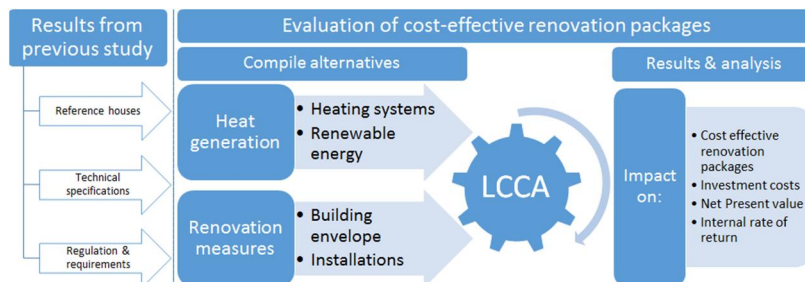 Results from
previous study
Reference houses
Technical
specifications
Regulation &
requirements
Evaluation of cost-effective renovation packages
Compile alternatives
Heat
generation
• Heating systems
• Renewable
energy
Renovation
measures
• Building
envelope
• Installations
LCCA
Results & analysis
Impact
on:
• Cost effective
renovation
packages
• Investment costs
• Net Present value
• Internal rate of
return